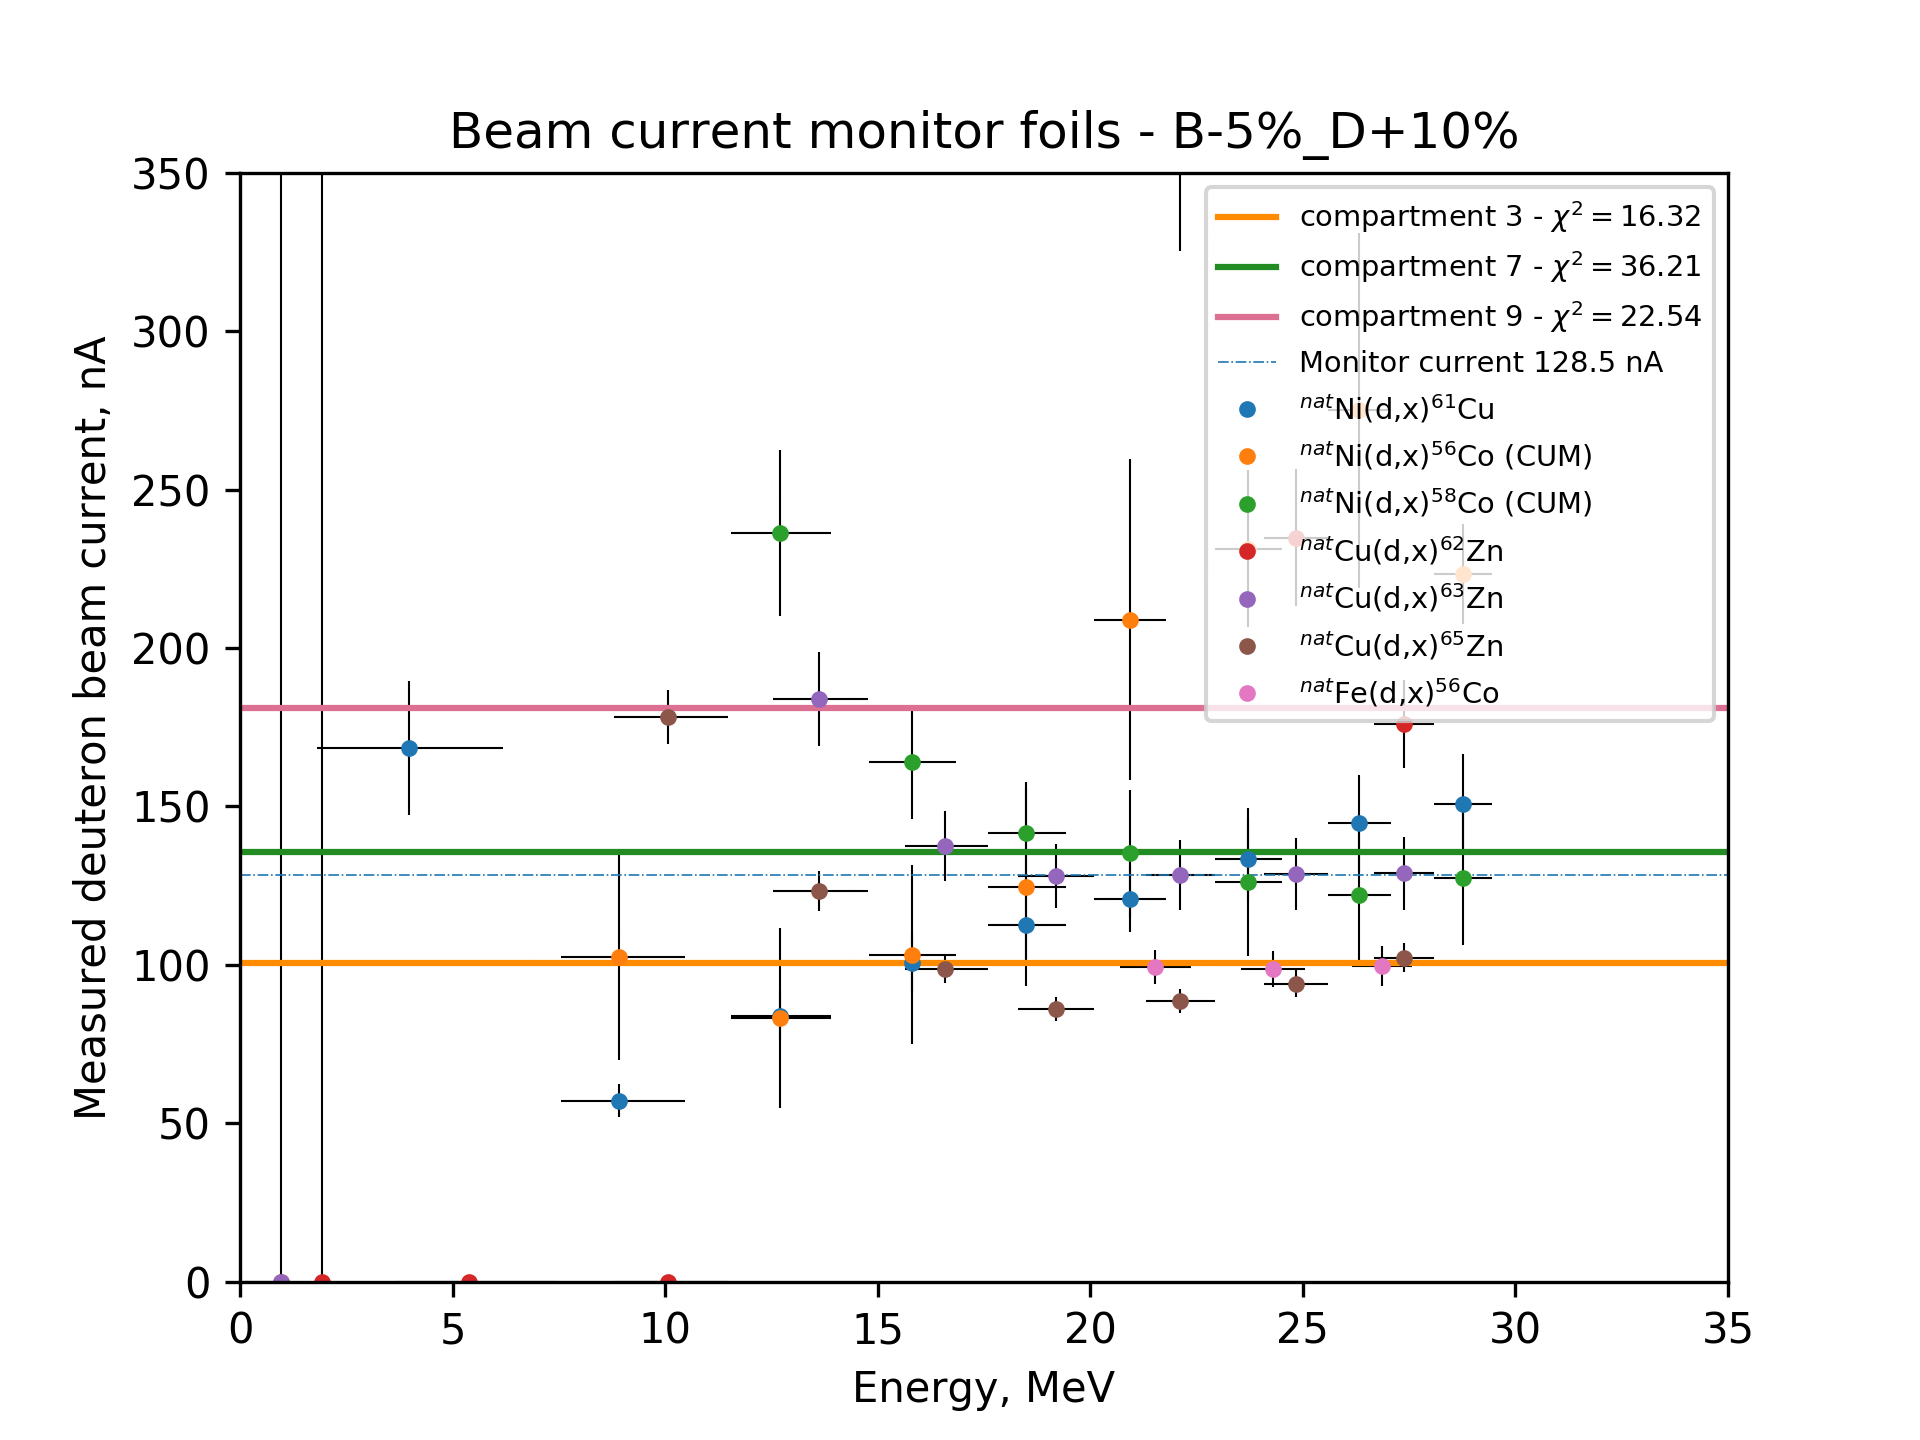 Beam current monitor foils - B-5%_D+10%
350
300
250
200
150
100
50
0
Measured deuteron beam current, nA
compartment 3 - χ² = 16.32
compartment 7 - χ² = 36.21
compartment 9 - χ² = 22.54
Monitor current 128.5 nA
ⁿᵃᵗNi(d,x)⁶¹Cu
ⁿᵃᵗNi(d,x)⁵⁶Co (CUM)
ⁿᵃᵗNi(d,x)⁵⁸Co (CUM)
ⁿᵃᵗCu(d,x)⁶²Zn
ⁿᵃᵗCu(d,x)⁶³Zn
ⁿᵃᵗCu(d,x)⁶⁵Zn
ⁿᵃᵗFe(d,x)⁵⁶Co
0 5 10 15 20 25 30 35
Energy, MeV